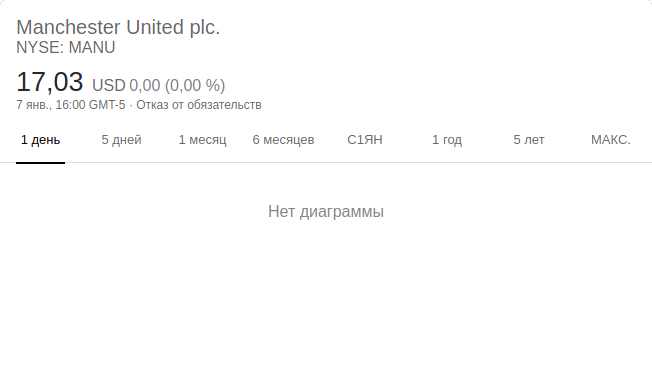 Manchester United plc.
NYSE: MANU
17,03 USD 0,00 (0,00 %)
7 янв., 16:00 GMT-5 · Отказ от обязательств
1 день 5 дней 1 месяц 6 месяцев С1ЯН 1 год 5 лет МАКС.
Нет диаграммы